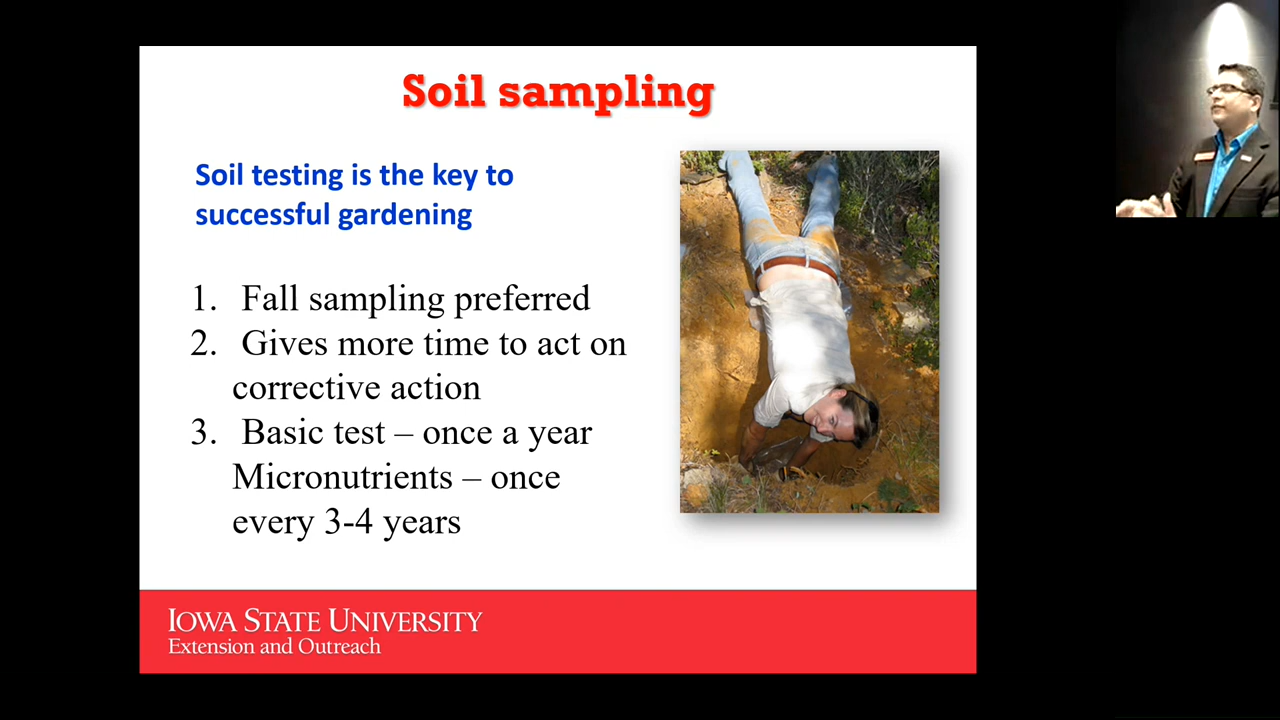 Soil sampling
Soil testing is the key to
successful gardening
1. Fall sampling preferred
2. Gives more time to act on
corrective action
3. Basic test – once a year
Micronutrients – once
every 3-4 years
IOWA STATE UNIVERSITY
Extension and Outreach